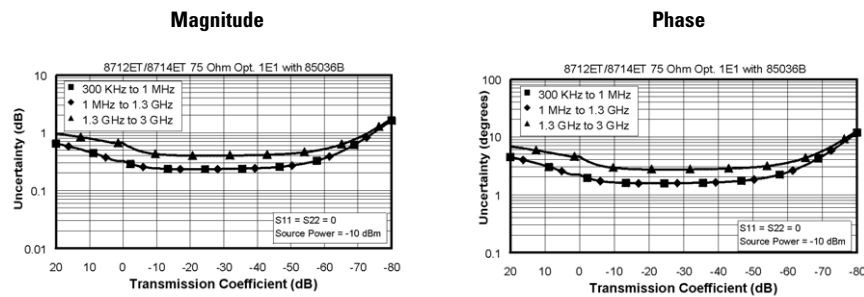 Magnitude
8712ET/8714ET 75 Ohm Opt. 1E1 with 85036B
10
1
0.1
0.01
Uncertainty (dB)
300 KHz to 1 MHz
1 MHz to 1.3 GHz
1.3 GHz to 3 GHz
S11 = S22 = 0
Source Power = -10 dBm
20 10 0 -10 -20 -30 -40 -50 -60 -70 -80
Transmission Coefficient (dB)
Phase
8712ET/8714ET 75 Ohm Opt. 1E1 with 85036B
100
10
1
0.1
Uncertainty (degrees)
300 KHz to 1 MHz
1 MHz to 1.3 GHz
1.3 GHz to 3 GHz
S11 = S22 = 0
Source Power = -10 dBm
20 10 0 -10 -20 -30 -40 -50 -60 -70 -80
Transmission Coefficient (dB)